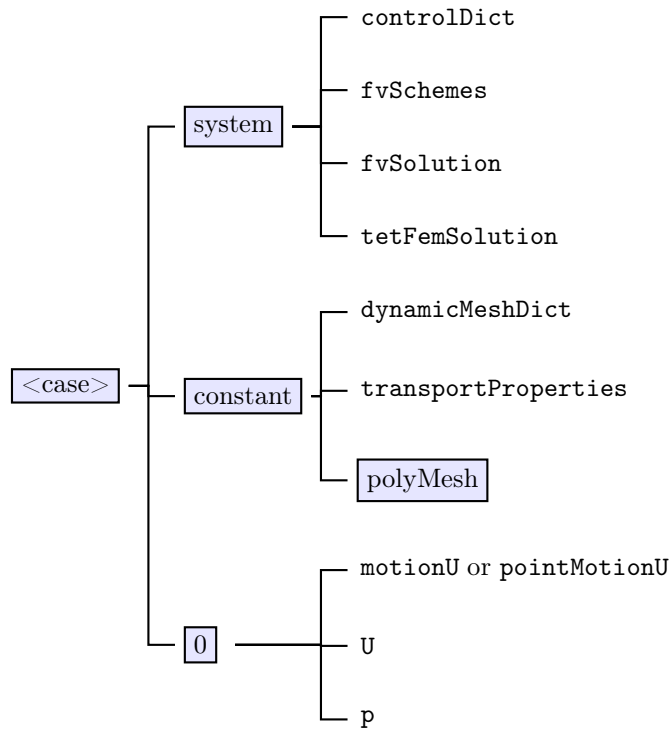 controlDict
fvSchemes
system
fvSolution
tetFemSolution
dynamicMeshDict
<case>
constant
transportProperties
polyMesh
motionU or pointMotionU
0
U
p